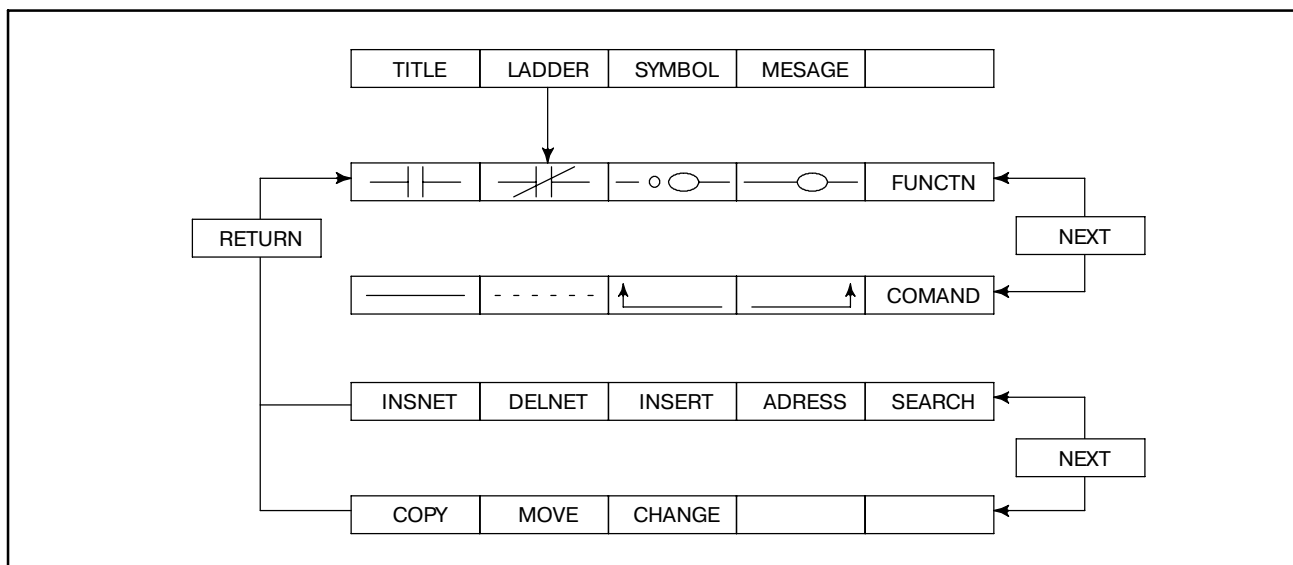 TITLE LADDER SYMBOL MESAGE
FUNCTN
RETURN NEXT
COMAND
INSNET DELNET INSERT ADRESS SEARCH
NEXT
COPY MOVE CHANGE